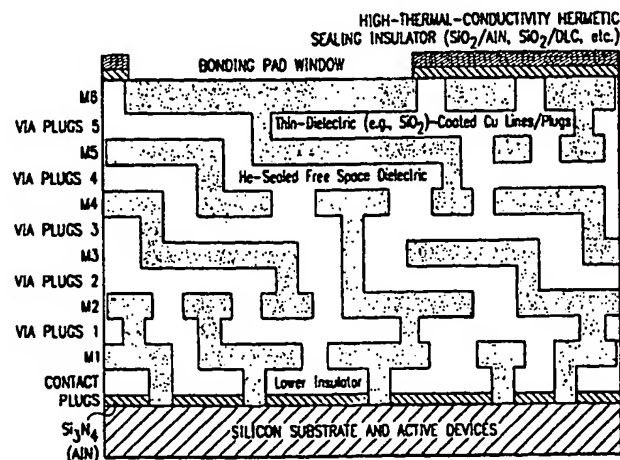 HIGH-THERMAL-CONDUCTIVITY HERMETIC
SEALING INSULATOR (SiO2/AlN, SiO2/DLC, etc.)
BONDING PAD WINDOW
M6
VIA PLUGS 5
Thin-Dielectric (e.g., SiO2)-Coated Cu Lines/Plugs
M5
VIA PLUGS 4
He-Sealed Free Space Dielectric
M4
VIA PLUGS 3
M3
VIA PLUGS 2
M2
VIA PLUGS 1
M1
CONTACT
PLUGS
Lower Insulator
Si3N4
(AlN)
SILICON SUBSTRATE AND ACTIVE DEVICES